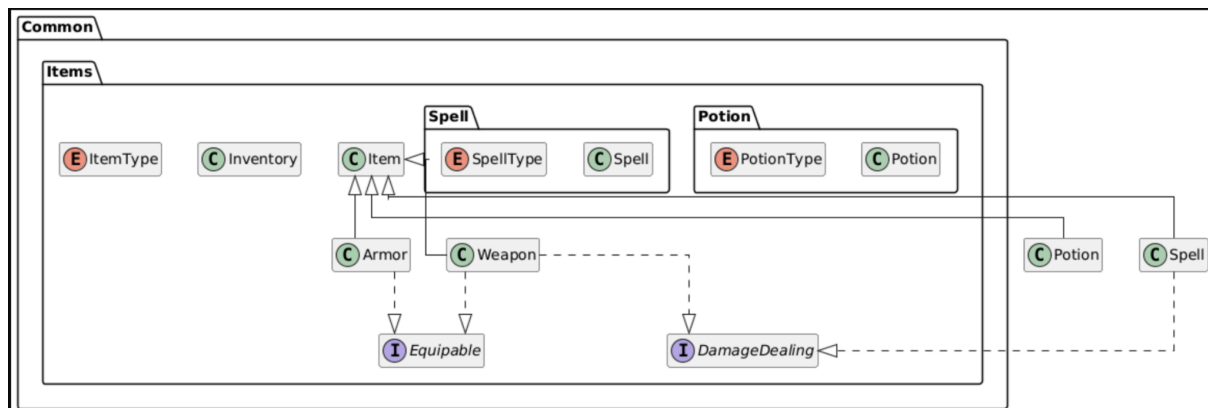 Common
Items
Spell
Potion
E ItemType
C Inventory
C Item
E SpellType
C Spell
E PotionType
C Potion
C Armor
C Weapon
C Potion
C Spell
I Equipable
I DamageDealing